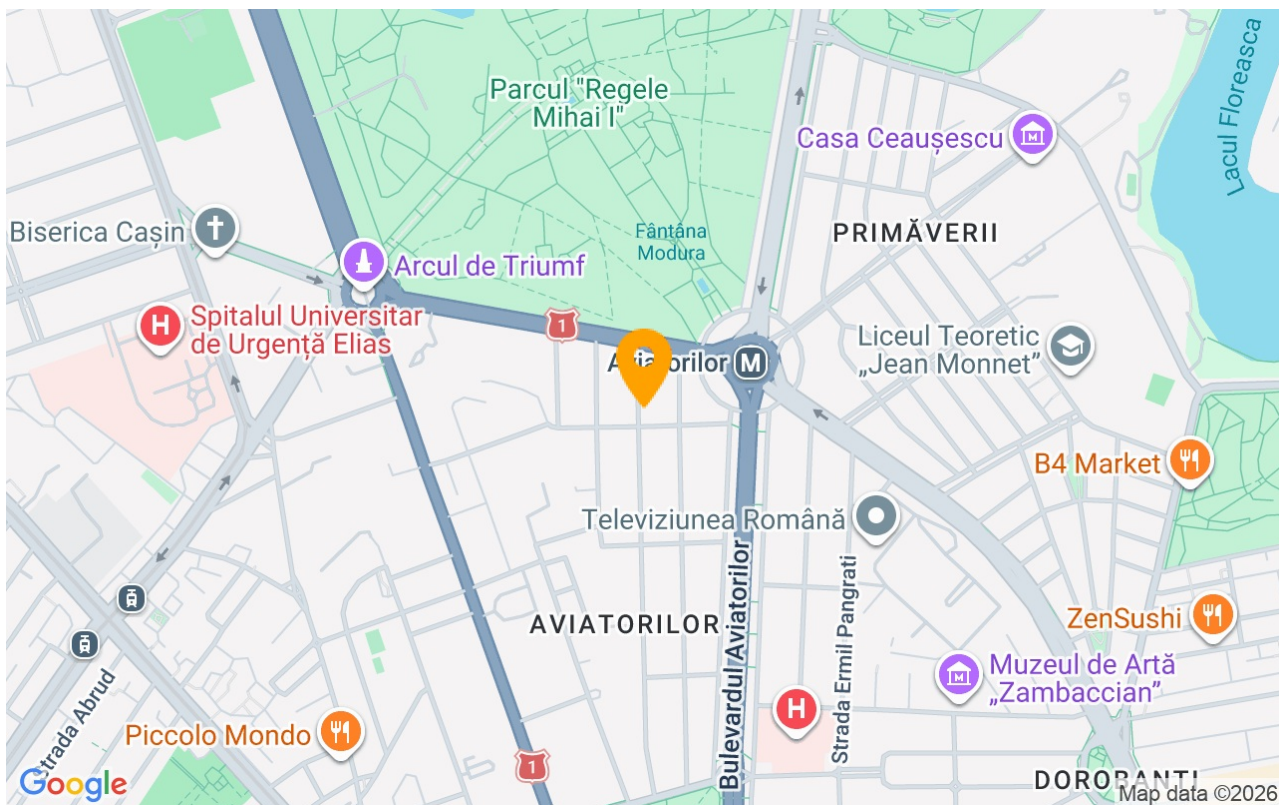 Parcul "Regele
Mihai I"
Lacul Floreasca
Casa Ceaușescu
Biserica Cașin
Fântâna
Modura
PRIMĂVERII
Arcul de Triumf
Spitalul Universitar
de Urgență Elias
1
Aviatorilor
M
Liceul Teoretic
„Jean Monnet”
H
B4 Market
Televiziunea Română
AVIATORILOR
Bulevardul Aviatorilor
Strada Ermil Pangrati
ZenSushi
Muzeul de Artă
„Zambaccian”
H
Strada Abrud
Piccolo Mondo
1
DOROBANȚI
Google
Map data ©2026